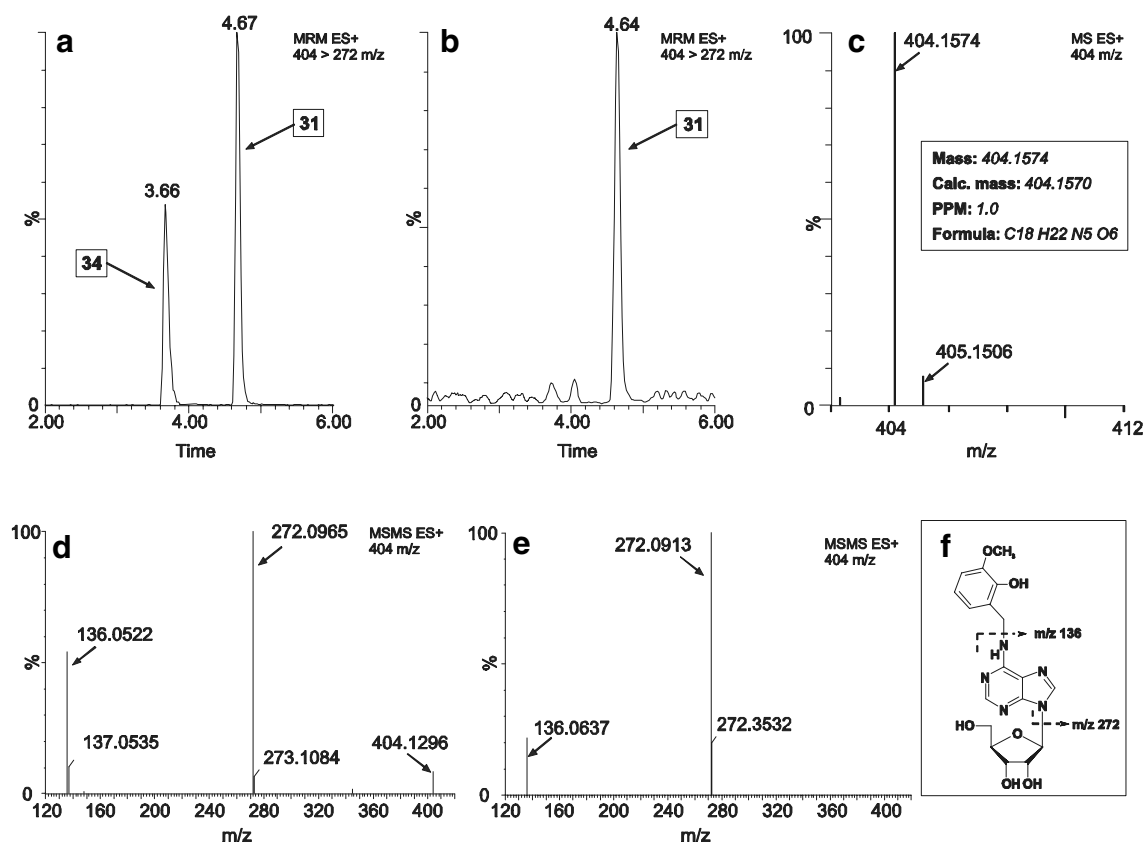 a
MRM ES+
404 > 272 m/z
4.67
31
3.66
34
%
0
2.00
4.00
6.00
Time
b
MRM ES+
404 > 272 m/z
4.64
31
%
0
2.00
4.00
6.00
Time
c
MS ES+
404 m/z
100
404.1574
Mass: 404.1574
Calc. mass: 404.1570
PPM: 1.0
Formula: C18 H22 N5 O6
%
405.1506
0
404
412
m/z
d
MSMS ES+
404 m/z
100
272.0965
136.0522
%
137.0535
273.1084
404.1296
0
120
160
200
240
280
320
360
400
m/z
e
MSMS ES+
404 m/z
100
272.0913
%
136.0637
272.3532
0
120
160
200
240
280
320
360
400
m/z
f
OCH3
OH
m/z 136
N
H
N
N
N
N
m/z 272
HO
O
OH
OH